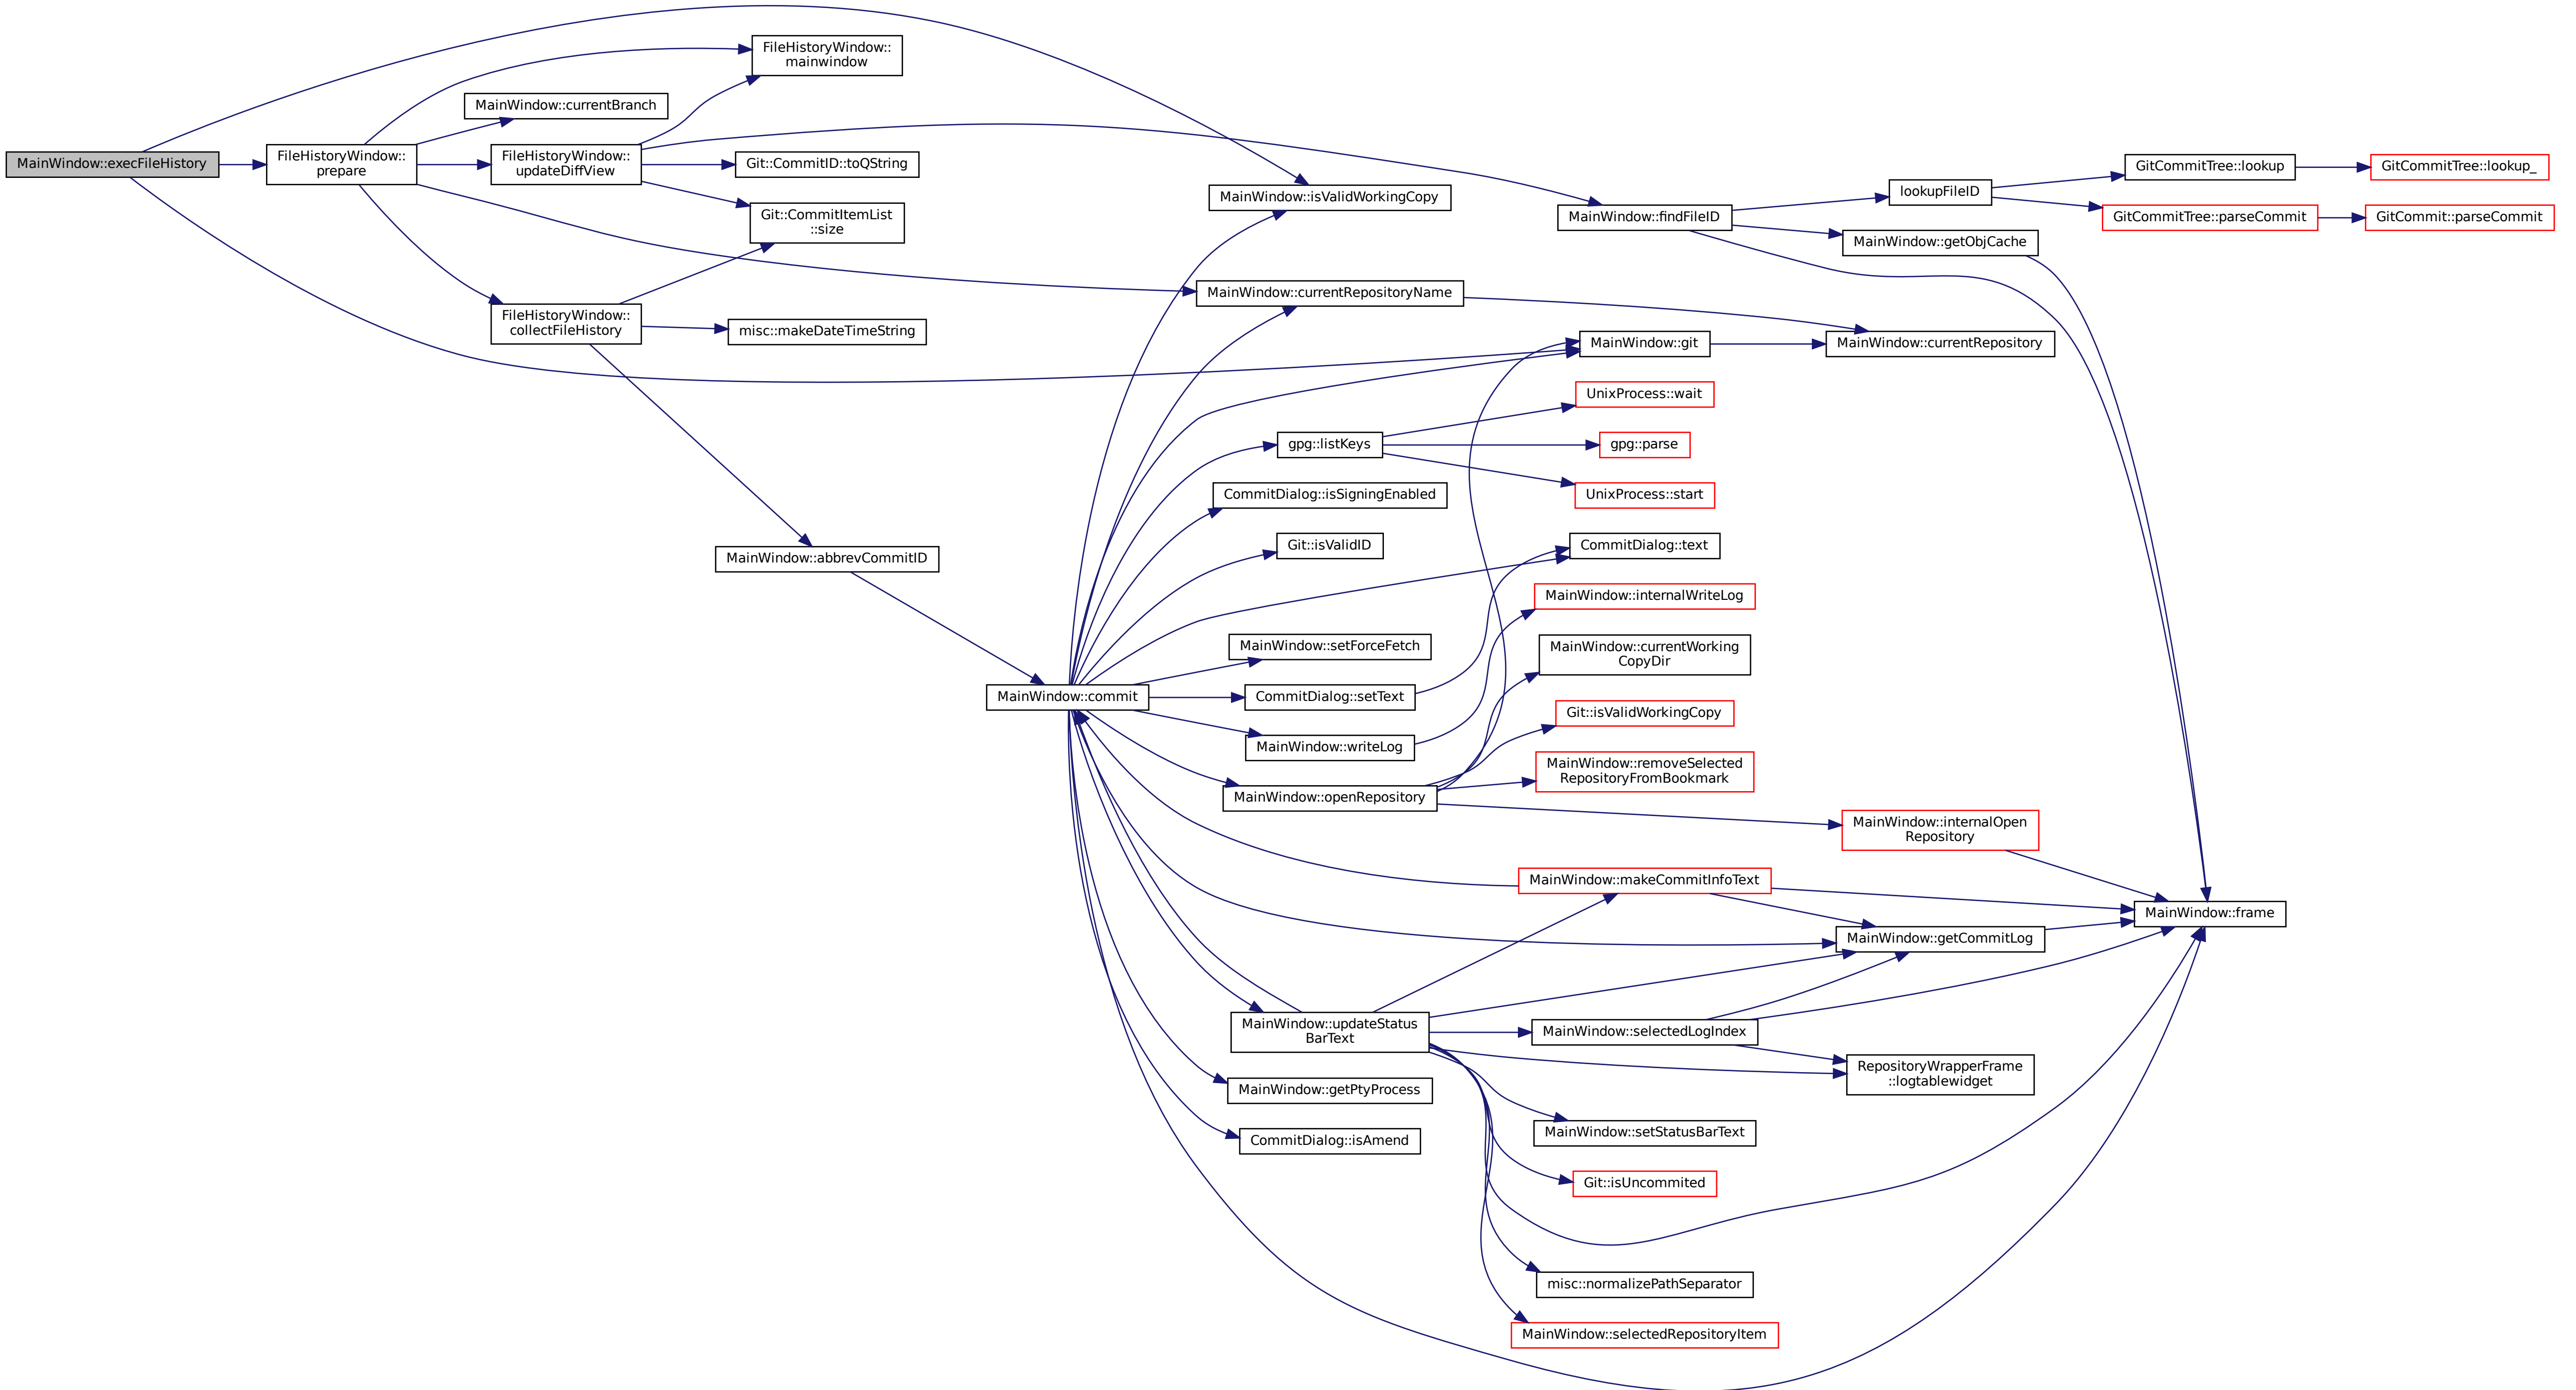 MainWindow::execFileHistory
FileHistoryWindow::
prepare
FileHistoryWindow::
mainwindow
MainWindow::currentBranch
FileHistoryWindow::
updateDiffView
Git::CommitID::toQString
Git::CommitItemList
::size
FileHistoryWindow::
collectFileHistory
misc::makeDateTimeString
MainWindow::abbrevCommitID
MainWindow::commit
MainWindow::isValidWorkingCopy
MainWindow::currentRepositoryName
gpg::listKeys
CommitDialog::isSigningEnabled
Git::isValidID
MainWindow::setForceFetch
CommitDialog::setText
MainWindow::writeLog
MainWindow::openRepository
MainWindow::updateStatus
BarText
MainWindow::getPtyProcess
CommitDialog::isAmend
MainWindow::findFileID
MainWindow::git
UnixProcess::wait
gpg::parse
UnixProcess::start
CommitDialog::text
MainWindow::internalWriteLog
MainWindow::currentWorking
CopyDir
Git::isValidWorkingCopy
MainWindow::removeSelected
RepositoryFromBookmark
MainWindow::makeCommitInfoText
MainWindow::selectedLogIndex
MainWindow::setStatusBarText
Git::isUncommited
misc::normalizePathSeparator
MainWindow::selectedRepositoryItem
lookupFileID
MainWindow::getObjCache
MainWindow::currentRepository
MainWindow::internalOpen
Repository
MainWindow::getCommitLog
RepositoryWrapperFrame
::logtablewidget
GitCommitTree::lookup
GitCommitTree::parseCommit
MainWindow::frame
GitCommitTree::lookup_
GitCommit::parseCommit